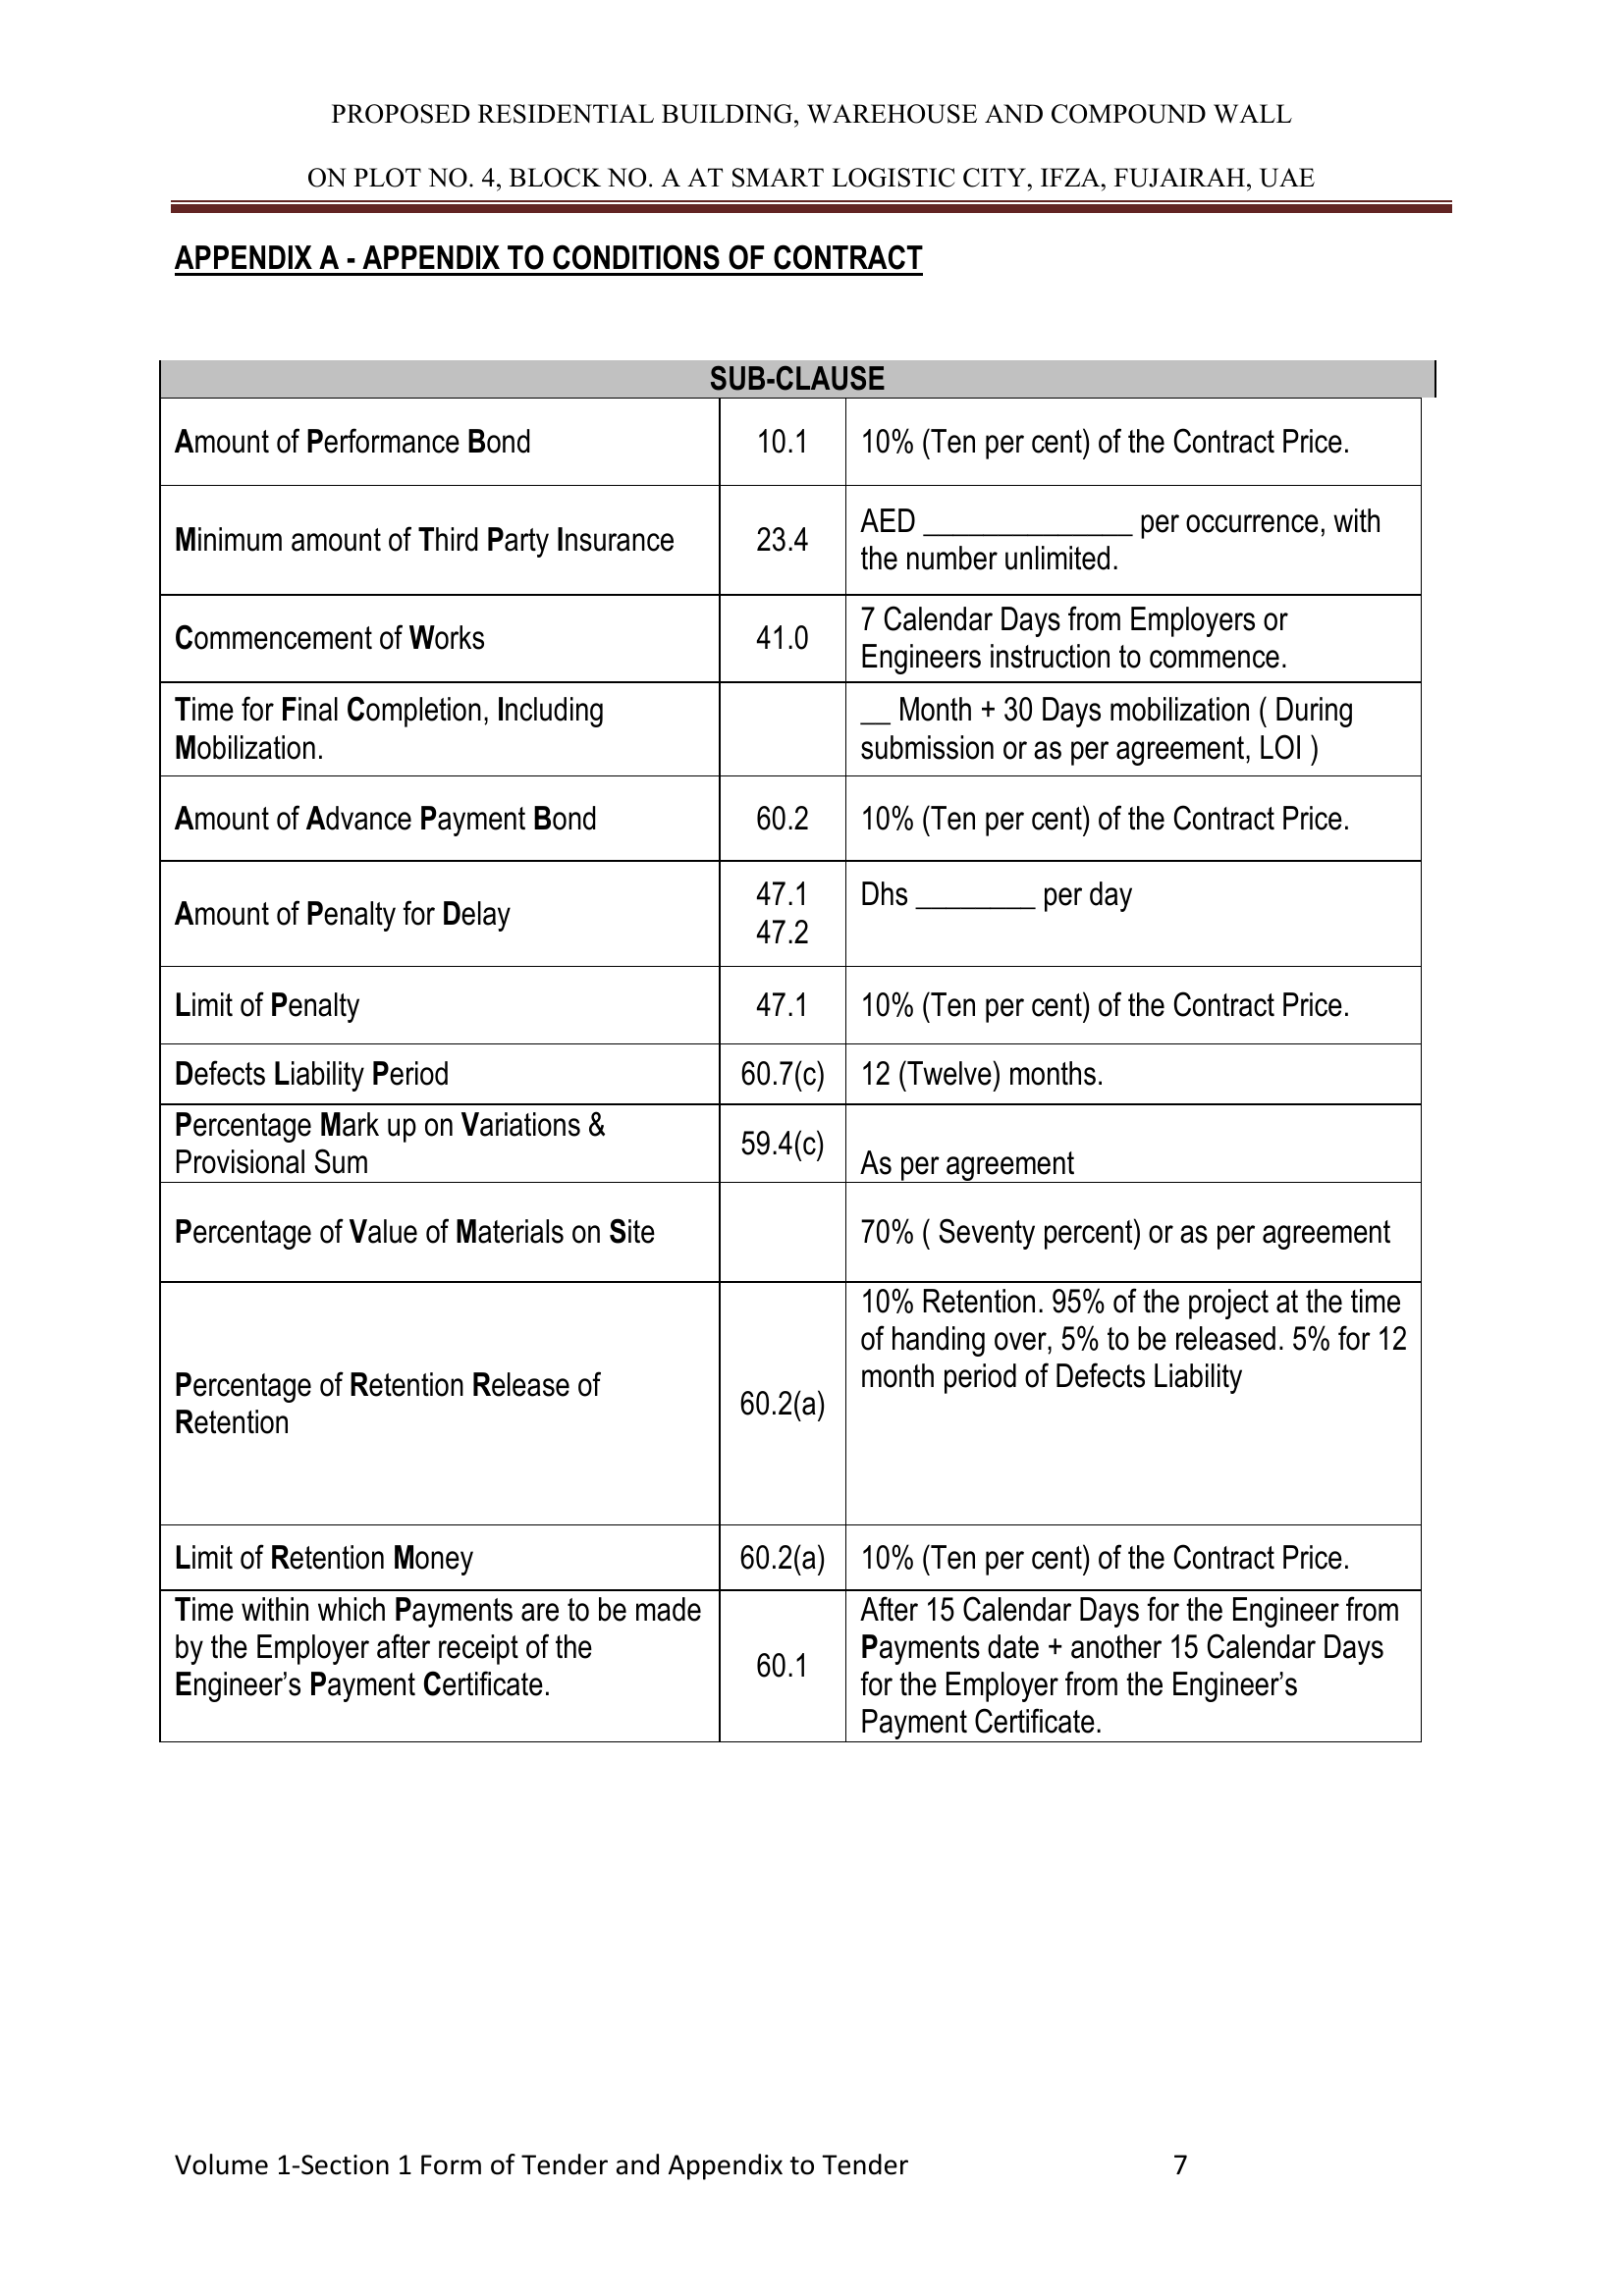 PROPOSED RESIDENTIAL BUILDING, WAREHOUSE AND COMPOUND WALL
ON PLOT NO. 4, BLOCK NO. A AT SMART LOGISTIC CITY, IFZA, FUJAIRAH, UAE
APPENDIX A - APPENDIX TO CONDITIONS OF CONTRACT
SUB-CLAUSE
Amount of Performance Bond
10.1
10% (Ten per cent) of the Contract Price.
Minimum amount of Third Party Insurance
23.4
AED ______________ per occurrence, with
the number unlimited.
Commencement of Works
41.0
7 Calendar Days from Employers or
Engineers instruction to commence.
Time for Final Completion, Including
Mobilization.
__ Month + 30 Days mobilization ( During
submission or as per agreement, LOI )
Amount of Advance Payment Bond
60.2
10% (Ten per cent) of the Contract Price.
Amount of Penalty for Delay
47.1
47.2
Dhs ________ per day
Limit of Penalty
47.1
10% (Ten per cent) of the Contract Price.
Defects Liability Period
60.7(c)
12 (Twelve) months.
Percentage Mark up on Variations &
Provisional Sum
59.4(c)
As per agreement
Percentage of Value of Materials on Site
70% ( Seventy percent) or as per agreement
Percentage of Retention Release of
Retention
60.2(a)
10% Retention. 95% of the project at the time
of handing over, 5% to be released. 5% for 12
month period of Defects Liability
Limit of Retention Money
60.2(a)
10% (Ten per cent) of the Contract Price.
Time within which Payments are to be made
by the Employer after receipt of the
Engineer’s Payment Certificate.
60.1
After 15 Calendar Days for the Engineer from
Payments date + another 15 Calendar Days
for the Employer from the Engineer’s
Payment Certificate.
Volume 1-Section 1 Form of Tender and Appendix to Tender
7